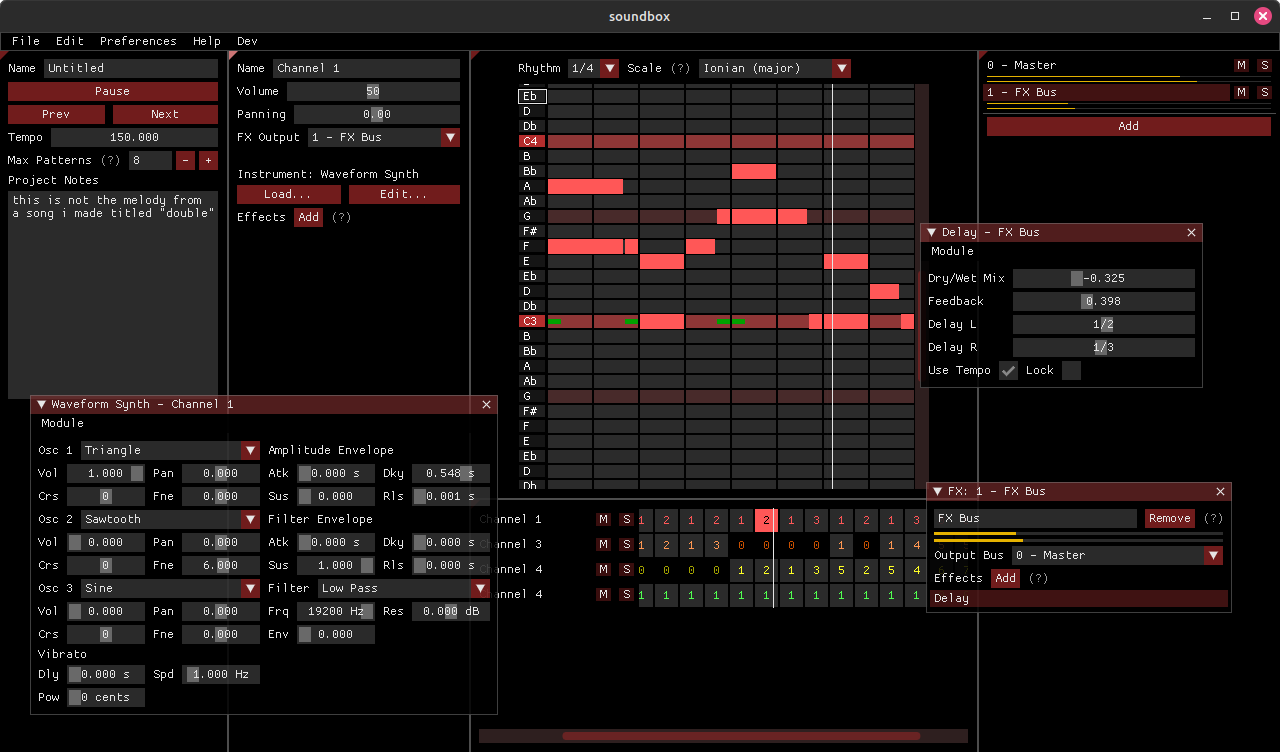 soundbox
File Edit Preferences Help Dev
Name Untitled
Pause
Prev Next
Tempo 150.000
Max Patterns (?) 8 - +
Project Notes
this is not the melody from
a song i made titled "double"
Name Channel 1
Volume 50
Panning 0.00
FX Output 1 - FX Bus
Instrument: Waveform Synth
Load... Edit...
Effects Add (?)
Rhythm 1/4 Scale (?) Ionian (major)
Eb
D
Db
C4
B
Bb
A
Ab
G
F#
F
E
Eb
D
Db
C3
B
Bb
A
Ab
G
F#
F
E
Eb
D
Db
0 - Master M S
1 - FX Bus M S
Add
Delay - FX Bus
Module
Dry/Wet Mix -0.325
Feedback 0.398
Delay L 1/2
Delay R 1/3
Use Tempo Lock
Waveform Synth - Channel 1
Module
Osc 1 Triangle Amplitude Envelope
Vol 1.000 Pan 0.000 Atk 0.000 s Dky 0.548 s
Crs 0 Fne 0.000 Sus 0.000 Rls 0.001 s
Osc 2 Sawtooth Filter Envelope
Vol 0.000 Pan 0.000 Atk 0.000 s Dky 0.000 s
Crs 0 Fne 6.000 Sus 1.000 Rls 0.000 s
Osc 3 Sine Filter Low Pass
Vol 0.000 Pan 0.000 Frq 19200 Hz Res 0.000 dB
Crs 0 Fne 0.000 Env 0.000
Vibrato
Dly 0.000 s Spd 1.000 Hz
Pow 0 cents
Channel 1 M S 1 2 1 2 1 2 1 3 1 2 1 3
Channel 3 M S 1 2 1 3 0 0 0 0 1 0 1 4
Channel 4 M S 0 0 0 0 1 2 1 3 5 2 5 4
Channel 4 M S 1 1 1 1 1 1 1 1 1 1 1 1
FX: 1 - FX Bus
FX Bus Remove (?)
Output Bus 0 - Master
Effects Add (?)
Delay